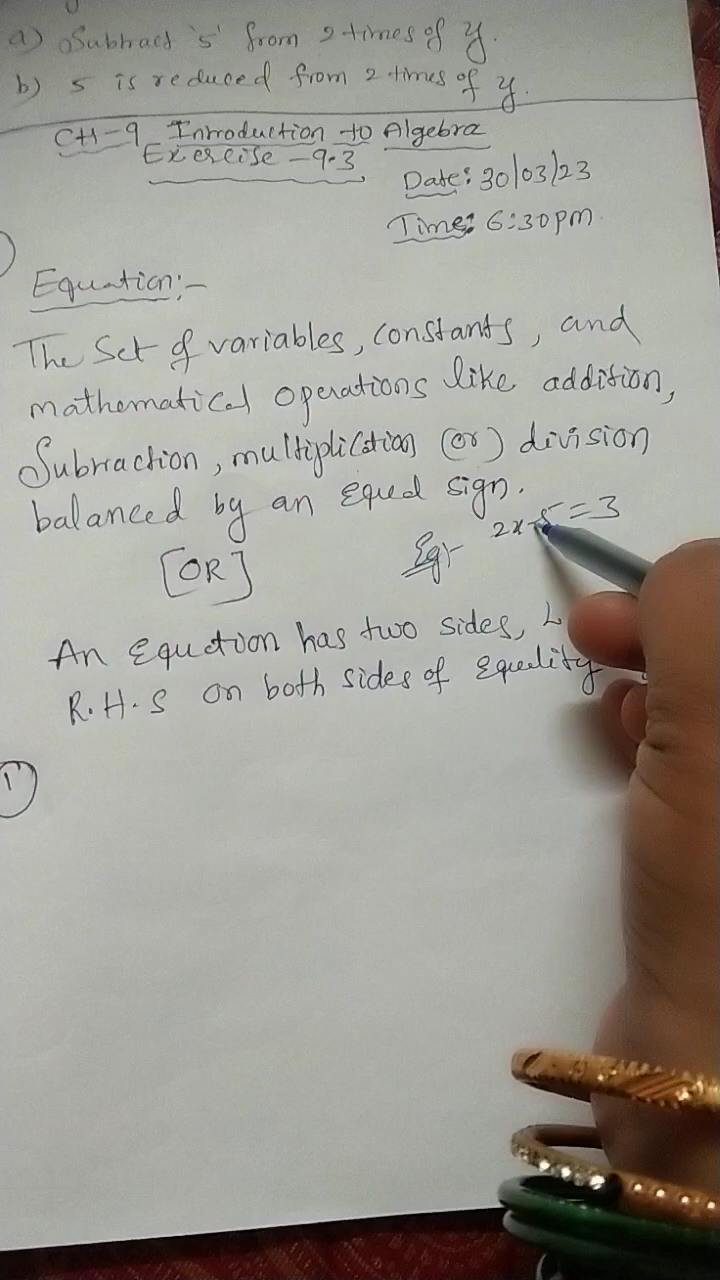 a) Subtract '5' from 2 times of y.
b) 5 is reduced from 2 times of y.
CH-9 Introduction to Algebra
Exercise -9.3
Date: 30/03/23
Time: 6:30pm
Equation:-
The Set of variables, constants, and
mathematical operations like addition,
Subtraction, multiplication (or) division
balanced by an equal sign.
[OR] Eg:- 2x-5=3
An Equation has two sides, L
R.H.S on both sides of Equality
1